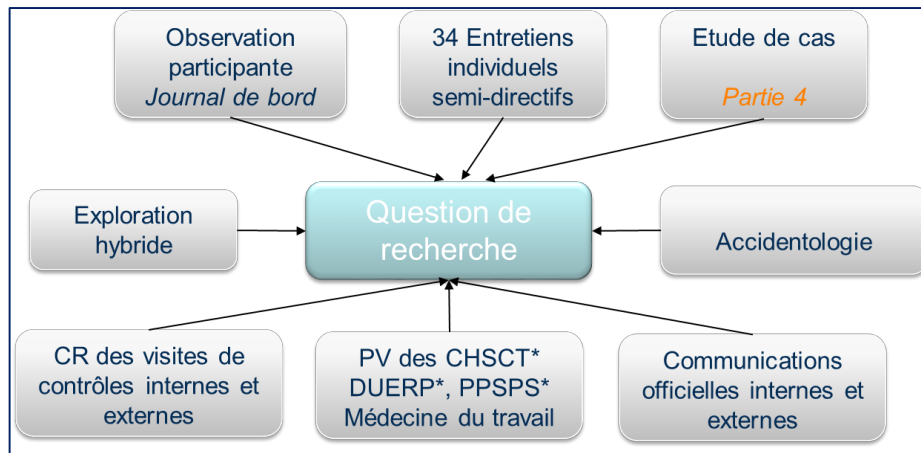 Observation
participante
Journal de bord
34 Entretiens
individuels
semi-directifs
Etude de cas
Partie 4
Exploration
hybride
Question de
recherche
Accidentologie
CR des visites de
contrôles internes et
externes
PV des CHSCT*
DUERP*, PPSPS*
Médecine du travail
Communications
officielles internes et
externes